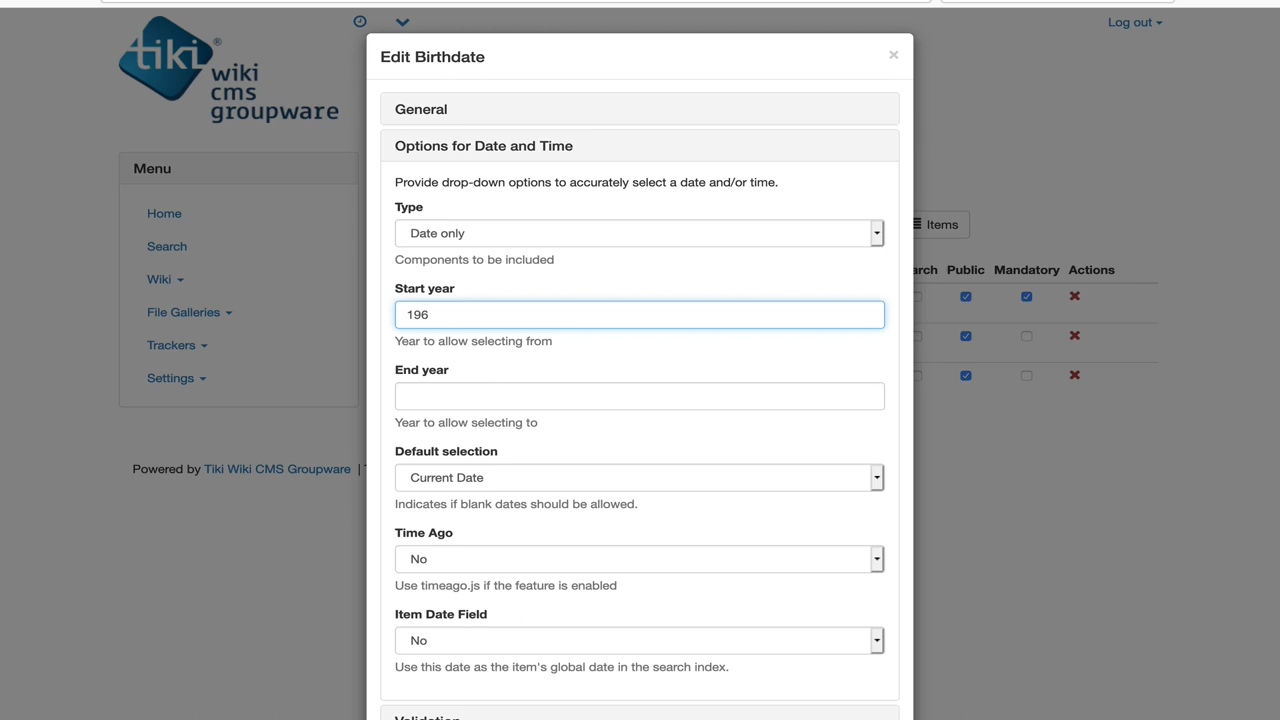 Log out
tiki ®
wiki
cms
groupware
Edit Birthdate
×
General
Menu
Options for Date and Time
Provide drop-down options to accurately select a date and/or time.
Type
Home
Items
Date only
Search
Components to be included
arch Public Mandatory Actions
Wiki
Start year
File Galleries
196
Trackers
Year to allow selecting from
End year
Settings
Year to allow selecting to
Default selection
Powered by Tiki Wiki CMS Groupware |
Current Date
Indicates if blank dates should be allowed.
Time Ago
No
Use timeago.js if the feature is enabled
Item Date Field
No
Use this date as the item's global date in the search index.
Validation